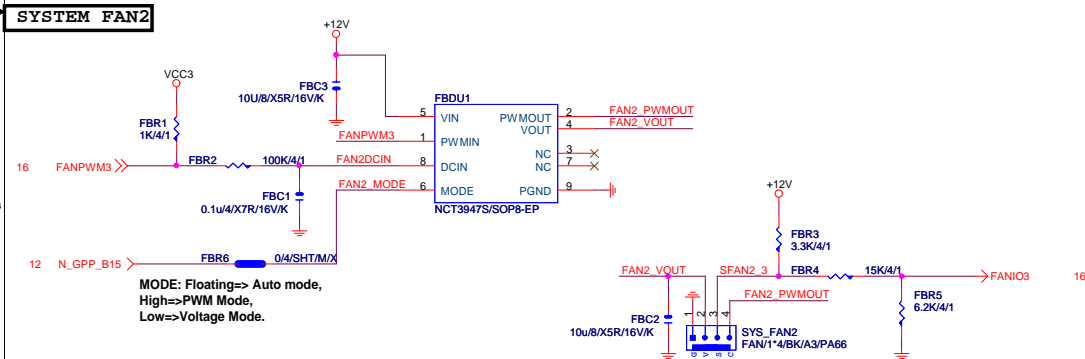 SYSTEM FAN2
+12V
VCC3
FBC3
10U/8/X5R/16V/K
FBDU1
FBR1
1K/4/1
5 VIN
PWMOUT 2 FAN2_PWMOUT
VOUT 4 FAN2_VOUT
FANPWM3 1 PWMIN
NC 3
16 FANPWM3 FBR2 100K/4/1 FAN2DCIN 8 DCIN
NC 7
FAN2_MODE 6 MODE
PGND 9
FBC1
0.1u/4/X7R/16V/K
NCT3947S/SOP8-EP
+12V
FBR3
3.3K/4/1
12 N_GPP_B15 FBR6 0/4/SHT/M/X
FAN2_VOUT SFAN2_3 FBR4 15K/4/1 FANIO3 16
MODE: Floating=> Auto mode,
High=>PWM Mode,
Low=>Voltage Mode.
FAN2_PWMOUT
FBR5
6.2K/4/1
FBC2
10u/8/X5R/16V/K
1 2 3 4
SYS_FAN2
FAN/1*4/BK/A3/PA66
G V S C